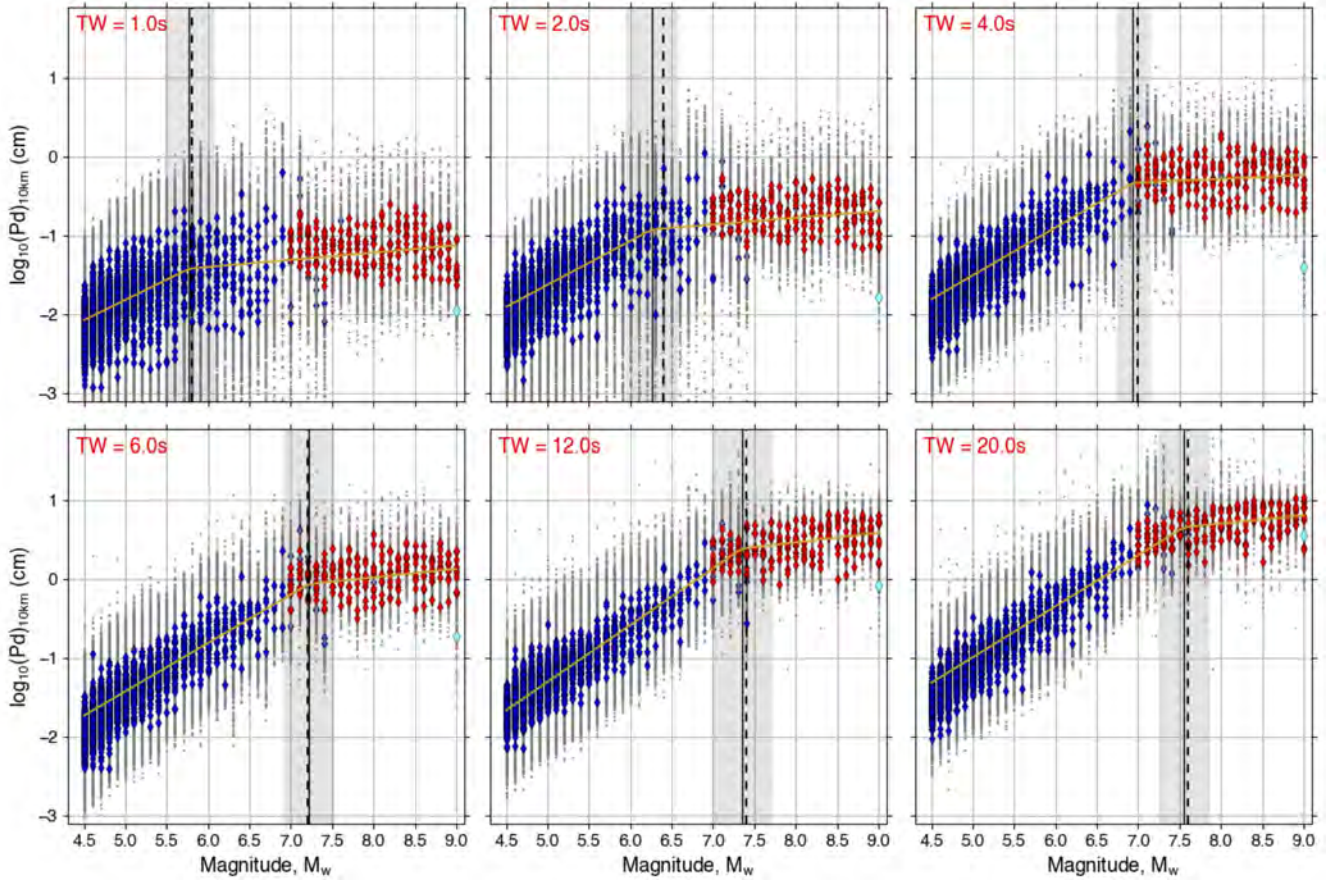 TW = 1.0s
TW = 2.0s
TW = 4.0s
1
0
−1
−2
−3
log₁₀(Pd)₁₀ₖₘ (cm)
TW = 6.0s
TW = 12.0s
TW = 20.0s
1
0
−1
−2
−3
log₁₀(Pd)₁₀ₖₘ (cm)
4.5 5.0 5.5 6.0 6.5 7.0 7.5 8.0 8.5 9.0
4.5 5.0 5.5 6.0 6.5 7.0 7.5 8.0 8.5 9.0
4.5 5.0 5.5 6.0 6.5 7.0 7.5 8.0 8.5 9.0
Magnitude, M_w
Magnitude, M_w
Magnitude, M_w